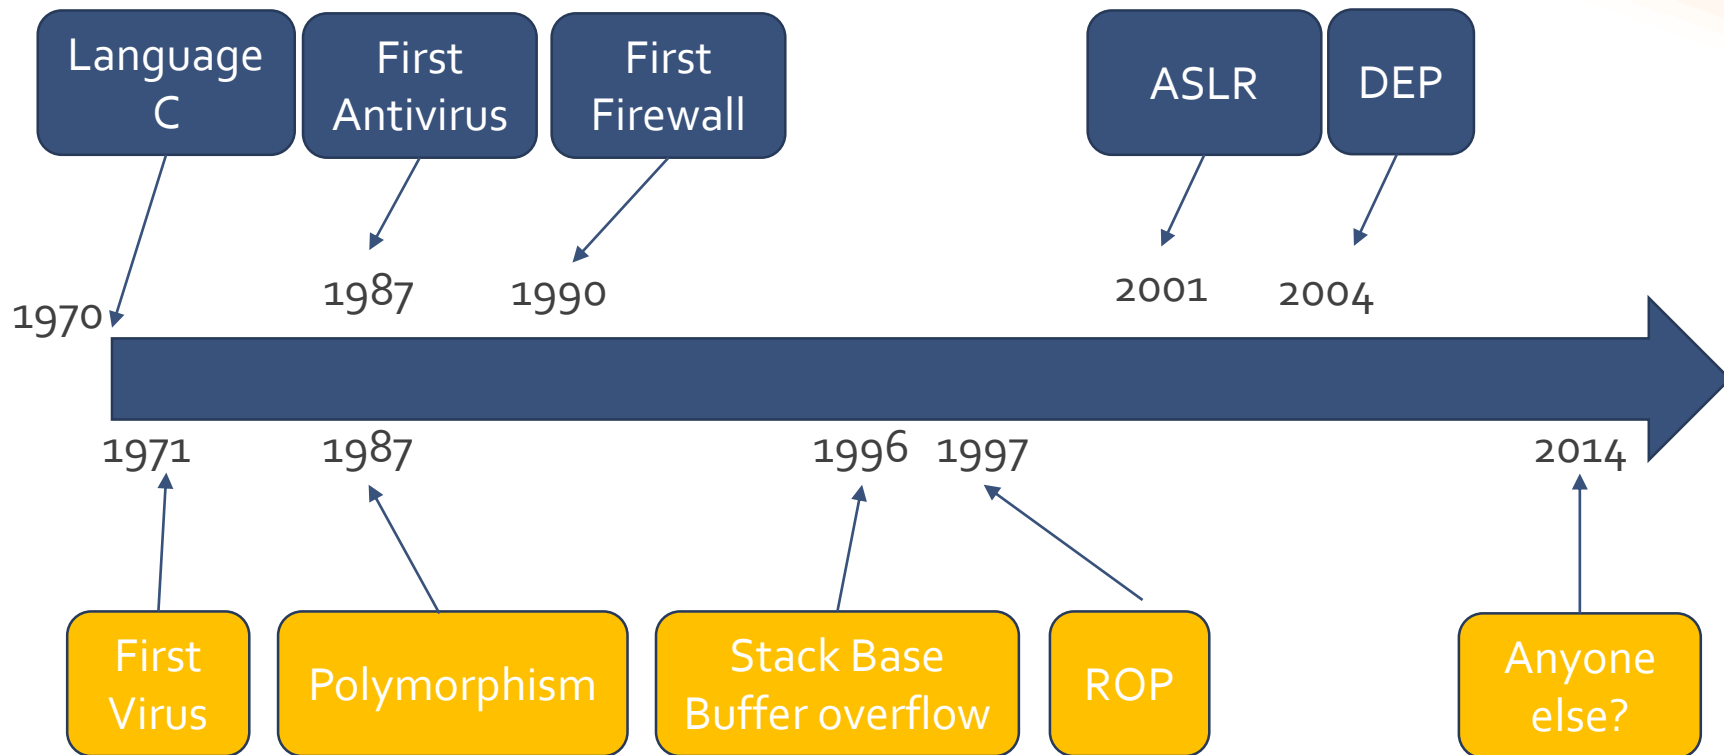 Language
C
First
Antivirus
First
Firewall
ASLR
DEP
1970
1987
1990
2001
2004
1971
1987
1996
1997
2014
First
Virus
Polymorphism
Stack Base
Buffer overflow
ROP
Anyone
else?